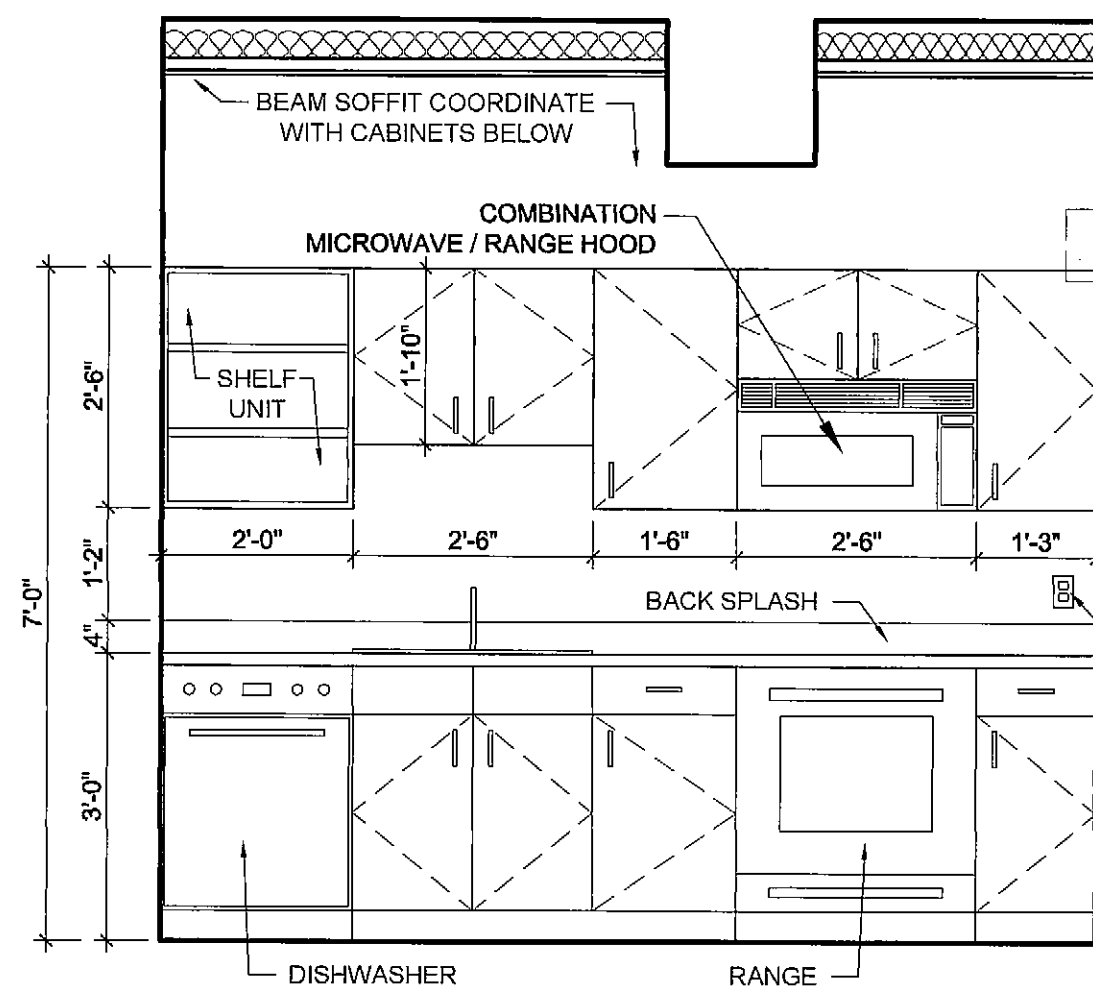 BEAM SOFFIT COORDINATE
WITH CABINETS BELOW
COMBINATION
MICROWAVE / RANGE HOOD
1'-10"
2'-6"
SHELF
UNIT
2'-0"
2'-6"
1'-6"
2'-6"
1'-3"
1'-2"
7'-0"
BACK SPLASH
4"
3'-0"
DISHWASHER
RANGE